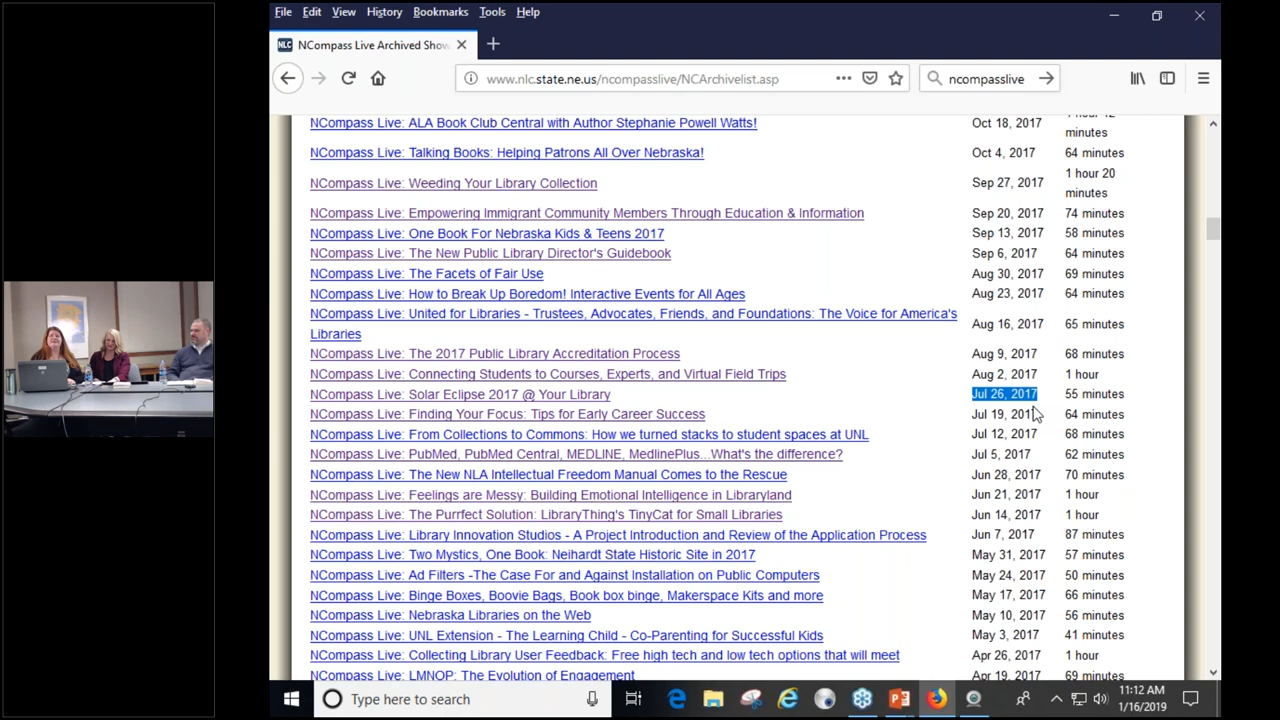 File Edit View History Bookmarks Tools Help
NLC NCompass Live Archived Show
www.nlc.state.ne.us/ncompasslive/NCArchivelist.asp
ncompasslive
NCompass Live: ALA Book Club Central with Author Stephanie Powell Watts! Oct 18, 2017 1 hour 12
minutes
NCompass Live: Talking Books: Helping Patrons All Over Nebraska! Oct 4, 2017 64 minutes
NCompass Live: Weeding Your Library Collection Sep 27, 2017 1 hour 20
minutes
NCompass Live: Empowering Immigrant Community Members Through Education & Information Sep 20, 2017 74 minutes
NCompass Live: One Book For Nebraska Kids & Teens 2017 Sep 13, 2017 58 minutes
NCompass Live: The New Public Library Director's Guidebook Sep 6, 2017 64 minutes
NCompass Live: The Facets of Fair Use Aug 30, 2017 69 minutes
NCompass Live: How to Break Up Boredom! Interactive Events for All Ages Aug 23, 2017 64 minutes
NCompass Live: United for Libraries - Trustees, Advocates, Friends, and Foundations: The Voice for America's
Libraries Aug 16, 2017 65 minutes
NCompass Live: The 2017 Public Library Accreditation Process Aug 9, 2017 68 minutes
NCompass Live: Connecting Students to Courses, Experts, and Virtual Field Trips Aug 2, 2017 1 hour
NCompass Live: Solar Eclipse 2017 @ Your Library Jul 26, 2017 55 minutes
NCompass Live: Finding Your Focus: Tips for Early Career Success Jul 19, 2017 64 minutes
NCompass Live: From Collections to Commons: How we turned stacks to student spaces at UNL Jul 12, 2017 68 minutes
NCompass Live: PubMed, PubMed Central, MEDLINE, MedlinePlus...What's the difference? Jul 5, 2017 62 minutes
NCompass Live: The New NLA Intellectual Freedom Manual Comes to the Rescue Jun 28, 2017 70 minutes
NCompass Live: Feelings are Messy: Building Emotional Intelligence in Libraryland Jun 21, 2017 1 hour
NCompass Live: The Purrfect Solution: LibraryThing's TinyCat for Small Libraries Jun 14, 2017 1 hour
NCompass Live: Library Innovation Studios - A Project Introduction and Review of the Application Process Jun 7, 2017 87 minutes
NCompass Live: Two Mystics, One Book: Neihardt State Historic Site in 2017 May 31, 2017 57 minutes
NCompass Live: Ad Filters -The Case For and Against Installation on Public Computers May 24, 2017 50 minutes
NCompass Live: Binge Boxes, Boovie Bags, Book box binge, Makerspace Kits and more May 17, 2017 66 minutes
NCompass Live: Nebraska Libraries on the Web May 10, 2017 56 minutes
NCompass Live: UNL Extension - The Learning Child - Co-Parenting for Successful Kids May 3, 2017 41 minutes
NCompass Live: Collecting Library User Feedback: Free high tech and low tech options that will meet Apr 26, 2017 1 hour
NCompass Live: LMNOP: The Evolution of Engagement Apr 19, 2017 69 minutes
Type here to search
11:12 AM
1/16/2019